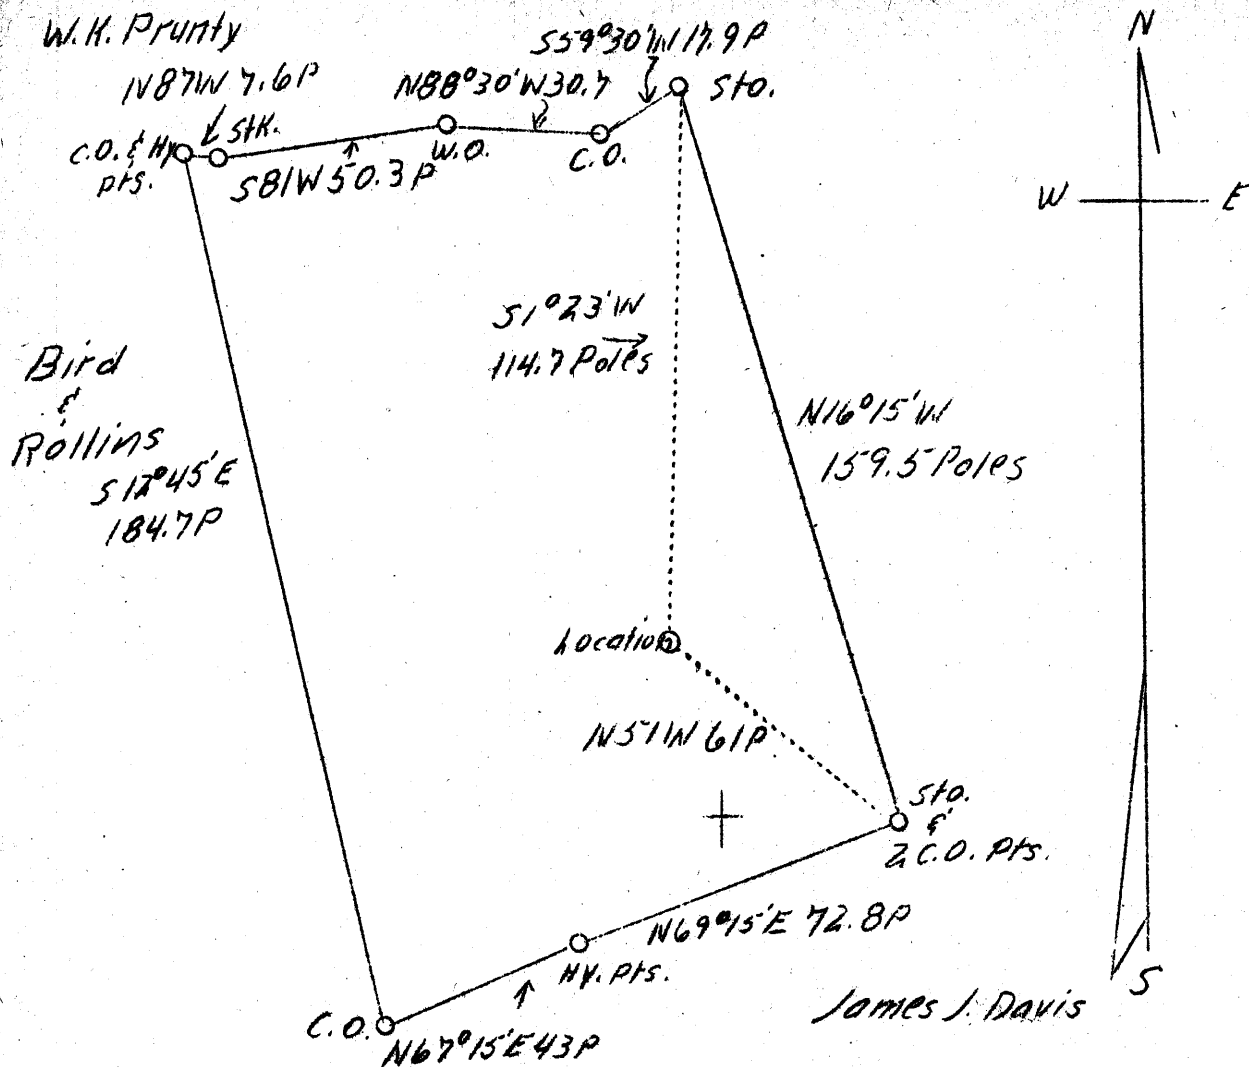 W.K. Prunty
S59°30'W 17.9P
N87W 7.6P
N88°30'W 30.7
Sto.
C.O. & Hy
pts.
Stk.
W.O.
C.O.
S81W 50.3P
N
W
E
S
S1°23'W
114.7 Poles
Bird
&
Rollins
S12°45'E
184.7P
N16°15'W
159.5 Poles
Location
N51W 61P
Sto.
&
2 C.O. Pts.
N69°15'E 72.8P
Hy. Pts.
C.O.
N67°15'E 43P
James J. Davis